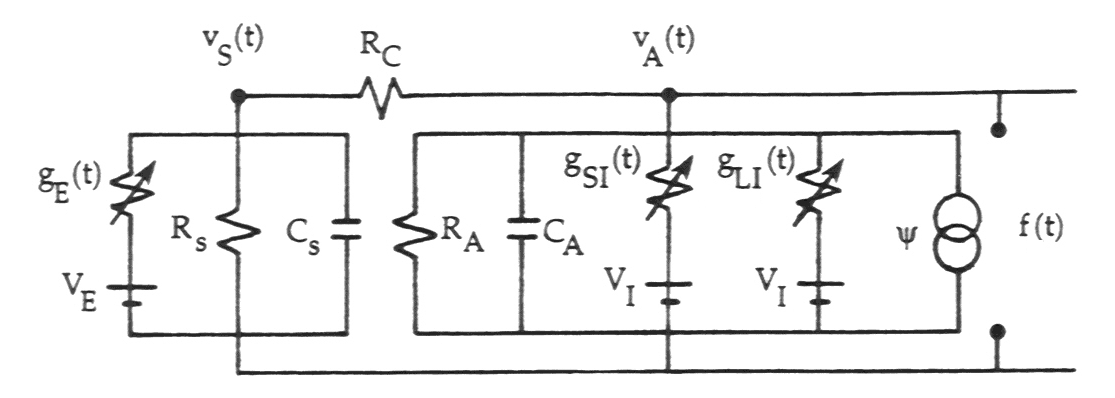 v_S(t)
R_C
v_A(t)
g_E(t)
R_s
C_s
R_A
C_A
g_SI(t)
g_LI(t)
ψ
f(t)
V_E
V_I
V_I